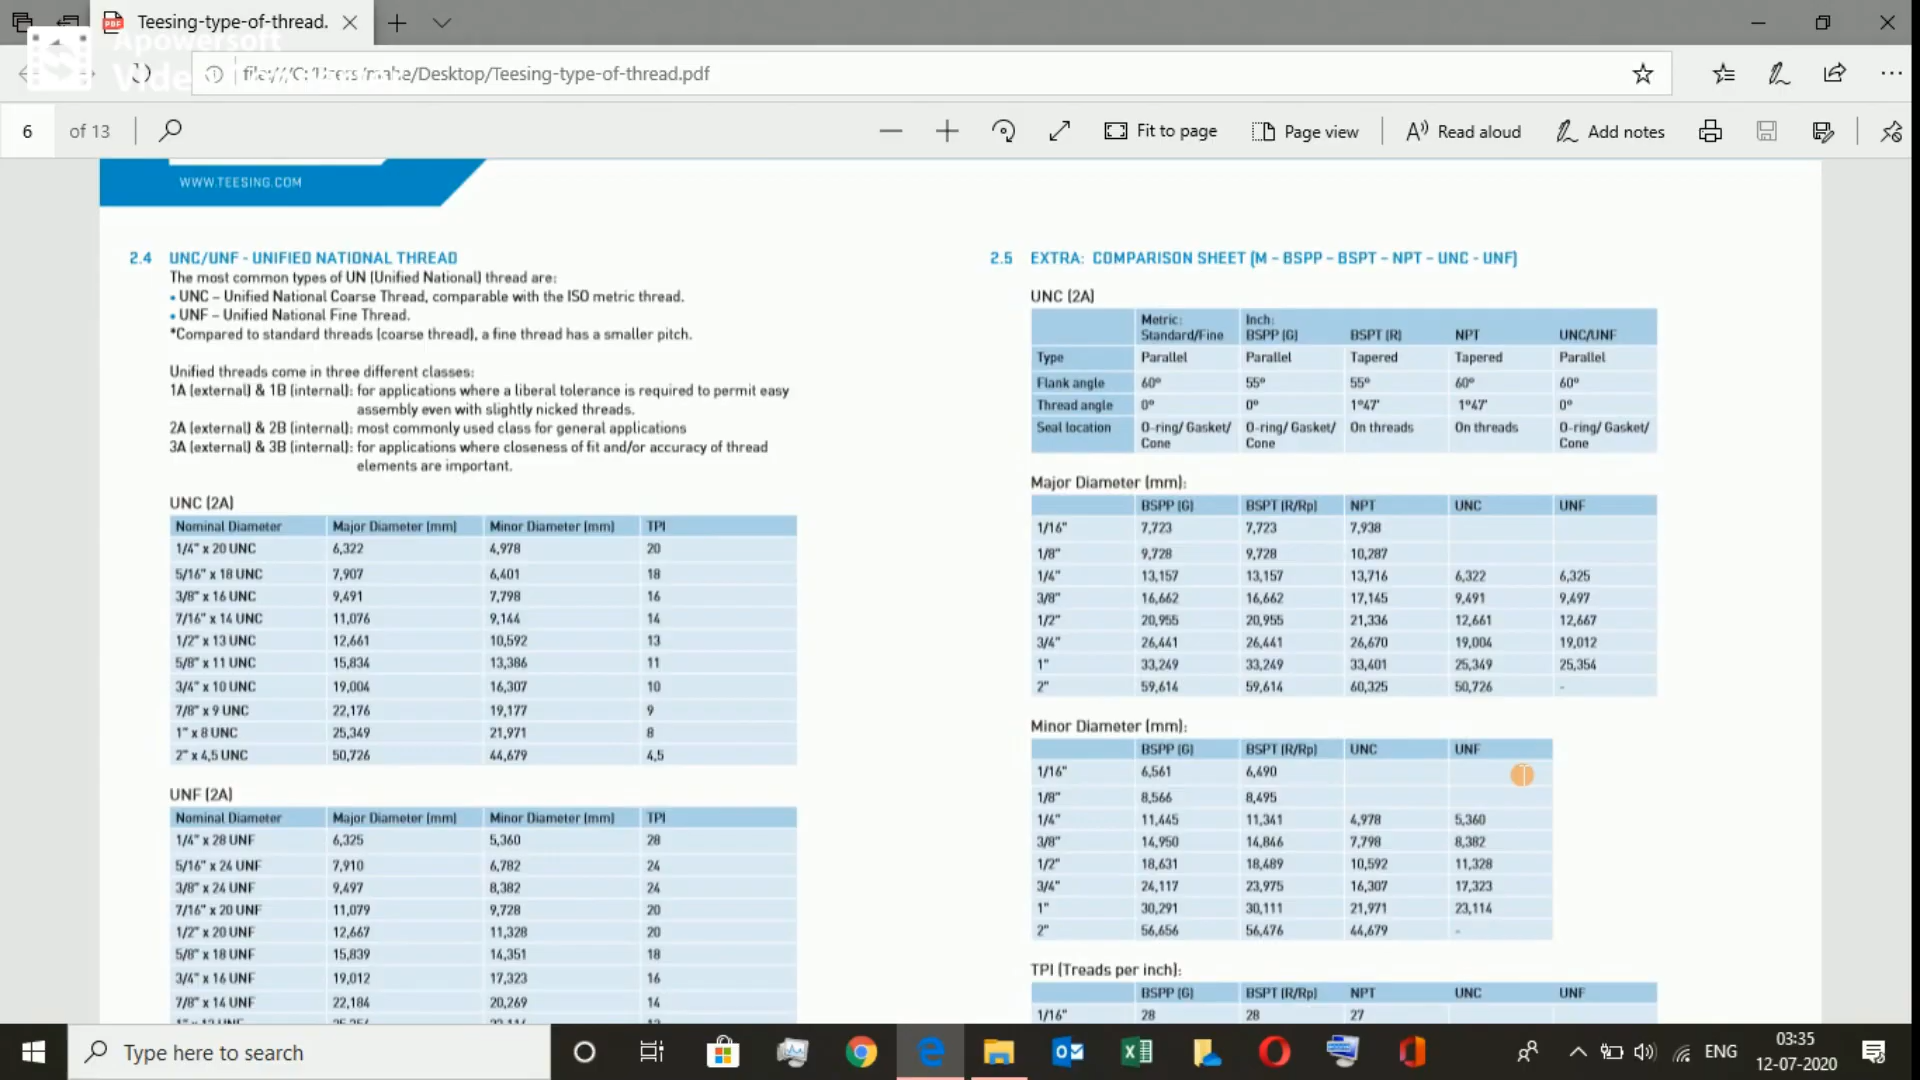 Teesing-type-of-thread.
Apowersoft
file:///C:/Users/mahe/Desktop/Teesing-type-of-thread.pdf
6 of 13
Fit to page
Page view
Read aloud
Add notes
WWW.TEESING.COM
2.4 UNC/UNF - UNIFIED NATIONAL THREAD
The most common types of UN (Unified National) thread are:
• UNC – Unified National Coarse Thread, comparable with the ISO metric thread.
• UNF – Unified National Fine Thread.
*Compared to standard threads (coarse thread), a fine thread has a smaller pitch.
Unified threads come in three different classes:
1A (external) & 1B (internal): for applications where a liberal tolerance is required to permit easy
assembly even with slightly nicked threads.
2A (external) & 2B (internal): most commonly used class for general applications
3A (external) & 3B (internal): for applications where closeness of fit and/or accuracy of thread
elements are important.
UNC (2A)
Nominal Diameter Major Diameter (mm) Minor Diameter (mm) TPI
1/4" x 20 UNC 6,322 4,978 20
5/16" x 18 UNC 7,907 6,401 18
3/8" x 16 UNC 9,491 7,798 16
7/16" x 14 UNC 11,076 9,144 14
1/2" x 13 UNC 12,661 10,592 13
5/8" x 11 UNC 15,834 13,386 11
3/4" x 10 UNC 19,004 16,307 10
7/8" x 9 UNC 22,176 19,177 9
1" x 8 UNC 25,349 21,971 8
2" x 4,5 UNC 50,726 44,679 4,5
UNF (2A)
Nominal Diameter Major Diameter (mm) Minor Diameter (mm) TPI
1/4" x 28 UNF 6,325 5,360 28
5/16" x 24 UNF 7,910 6,782 24
3/8" x 24 UNF 9,497 8,382 24
7/16" x 20 UNF 11,079 9,728 20
1/2" x 20 UNF 12,667 11,328 20
5/8" x 18 UNF 15,839 14,351 18
3/4" x 16 UNF 19,012 17,323 16
7/8" x 14 UNF 22,184 20,269 14
2.5 EXTRA: COMPARISON SHEET (M – BSPP – BSPT – NPT – UNC - UNF)
UNC (2A)
Metric: Inch:
Standard/Fine BSPP (G) BSPT (R) NPT UNC/UNF
Type Parallel Parallel Tapered Tapered Parallel
Flank angle 60º 55º 55º 60º 60º
Thread angle 0º 0º 1º47' 1º47' 0º
Seal location O-ring/ Gasket/ O-ring/ Gasket/ On threads On threads O-ring/ Gasket/
Cone Cone Cone
Major Diameter (mm):
BSPP (G) BSPT (R/Rp) NPT UNC UNF
1/16" 7,723 7,723 7,938
1/8" 9,728 9,728 10,287
1/4" 13,157 13,157 13,716 6,322 6,325
3/8" 16,662 16,662 17,145 9,491 9,497
1/2" 20,955 20,955 21,336 12,661 12,667
3/4" 26,441 26,441 26,670 19,004 19,012
1" 33,249 33,249 33,401 25,349 25,354
2" 59,614 59,614 60,325 50,726 -
Minor Diameter (mm):
BSPP (G) BSPT (R/Rp) UNC UNF
1/16" 6,561 6,490
1/8" 8,566 8,495
1/4" 11,445 11,341 4,978 5,360
3/8" 14,950 14,846 7,798 8,382
1/2" 18,631 18,489 10,592 11,328
3/4" 24,117 23,975 16,307 17,323
1" 30,291 30,111 21,971 23,114
2" 56,656 56,476 44,679 -
TPI (Treads per inch):
BSPP (G) BSPT (R/Rp) NPT UNC UNF
1/16" 28 28 27
Type here to search
ENG
03:35
12-07-2020